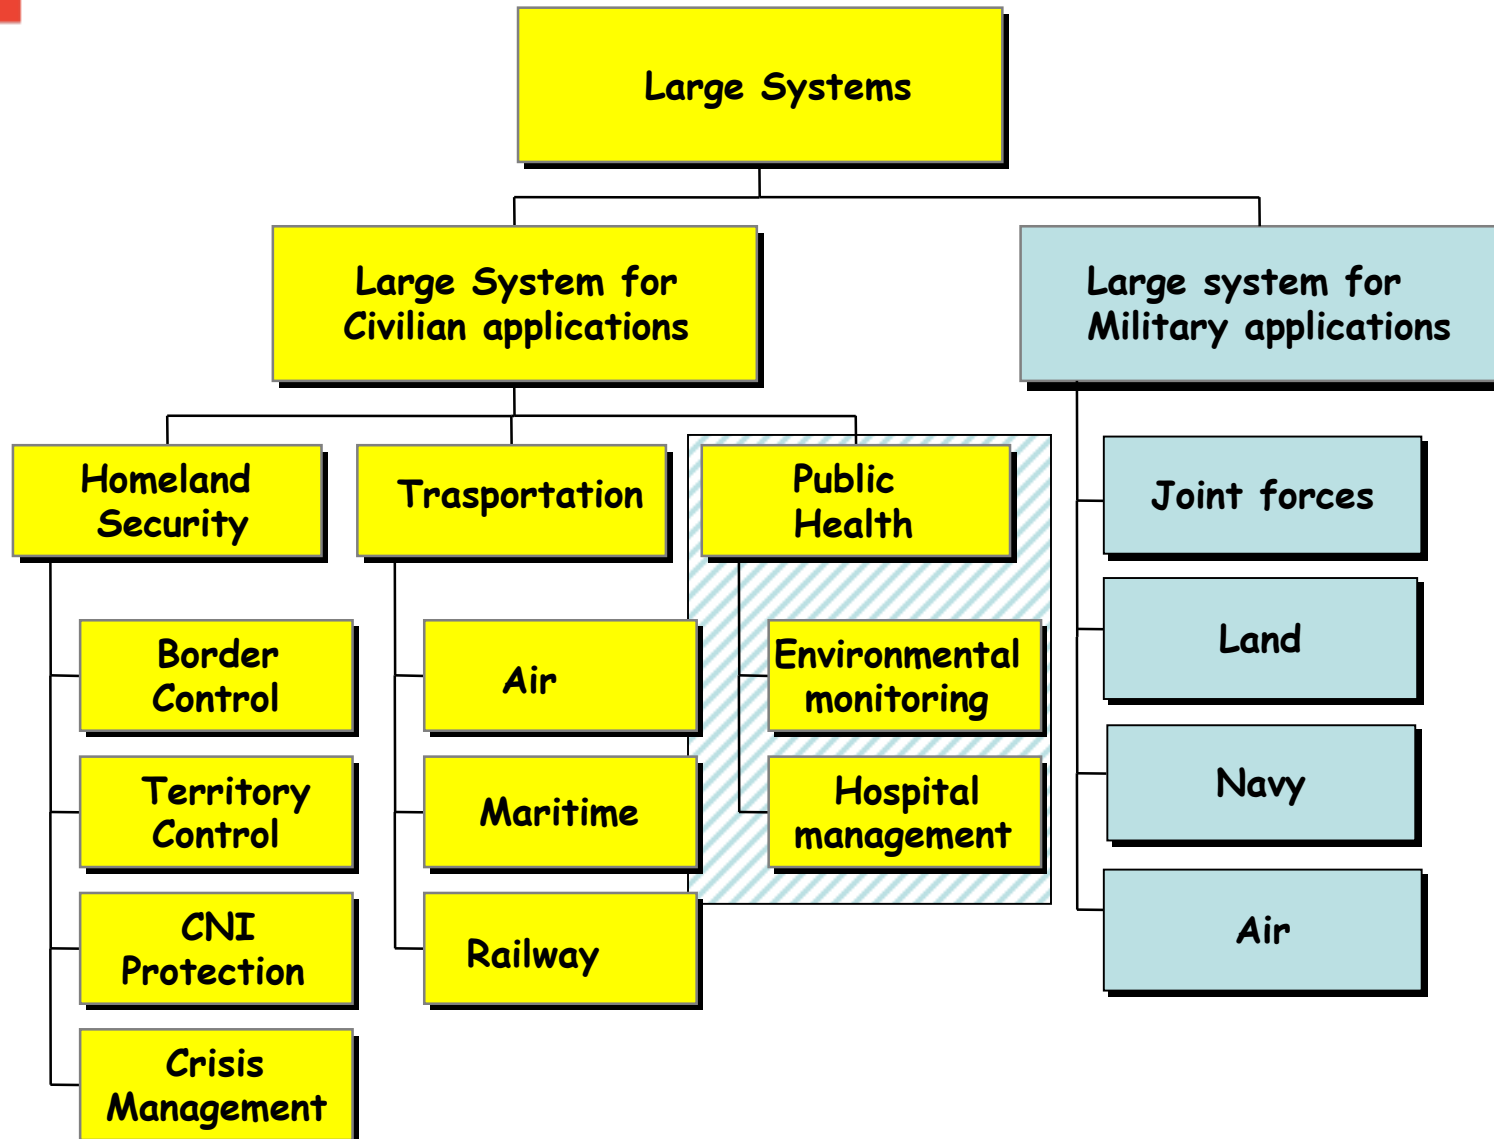 Large Systems
Large System for
Civilian applications
Large system for
Military applications
Homeland
Security
Trasportation
Public
Health
Joint forces
Border
Control
Air
Environmental
monitoring
Land
Territory
Control
Maritime
Hospital
management
Navy
CNI
Protection
Railway
Air
Crisis
Management